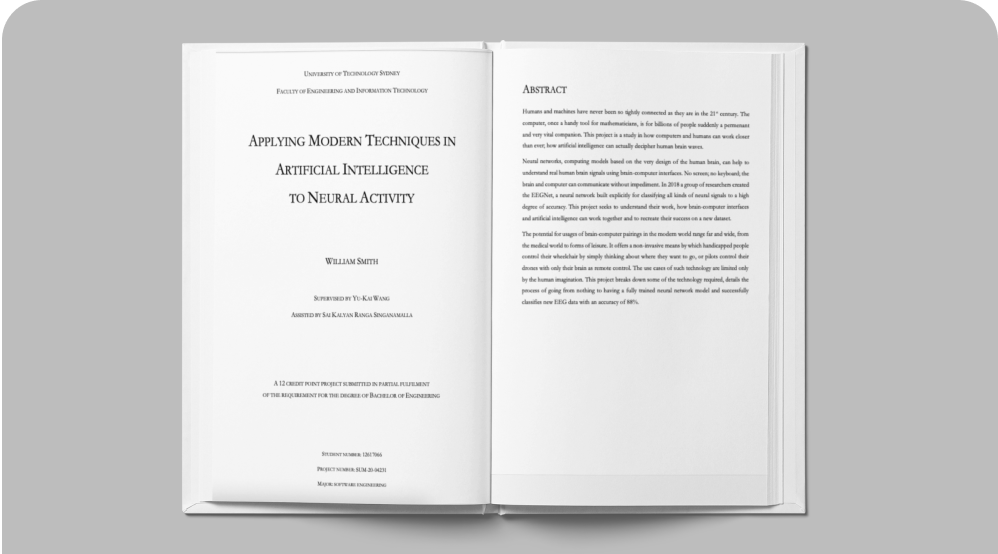 UNIVERSITY OF TECHNOLOGY SYDNEY
FACULTY OF ENGINEERING AND INFORMATION TECHNOLOGY
APPLYING MODERN TECHNIQUES IN
ARTIFICIAL INTELLIGENCE
TO NEURAL ACTIVITY
WILLIAM SMITH
SUPERVISED BY YU-KAI WANG
ASSISTED BY SAI KALYAN RANGA SINGANAMALLA
A 12 CREDIT POINT PROJECT SUBMITTED IN PARTIAL FULFILMENT
OF THE REQUIREMENT FOR THE DEGREE OF BACHELOR OF ENGINEERING
STUDENT NUMBER:
PROJECT NUMBER: SUM-20-04231
MAJOR: SOFTWARE ENGINEERING
ABSTRACT
Humans and machines have never been so tightly connected as they are in the 21st century. The
computer, once a handy tool for mathematicians, is for billions of people suddenly a permanent
and very vital companion. This project is a study in how computers and humans can work closer
than ever; how artificial intelligence can actually decipher human brain waves.
Neural networks, computing models based on the very design of the human brain, can help to
understand real human brain signals using brain-computer interfaces. No screen; no keyboard; the
brain and computer can communicate without impediment. In 2018 a group of researchers created
the EEGNet, a neural network built explicitly for classifying all kinds of neural signals to a high
degree of accuracy. This project seeks to understand their work, how brain-computer interfaces
and artificial intelligence can work together and to recreate their success on a new dataset.
The potential for usages of brain-computer pairings in the modern world range far and wide, from
the medical world to forms of leisure. It offers a non-invasive means by which handicapped people
control their wheelchair by simply thinking about where they want to go, or pilots control their
drones with only their brain as remote control. The use cases of such technology are limited only
by the human imagination. This project breaks down some of the technology required, details the
process of going from nothing to having a fully trained neural network model and successfully
classifies new EEG data with an accuracy of 88%.